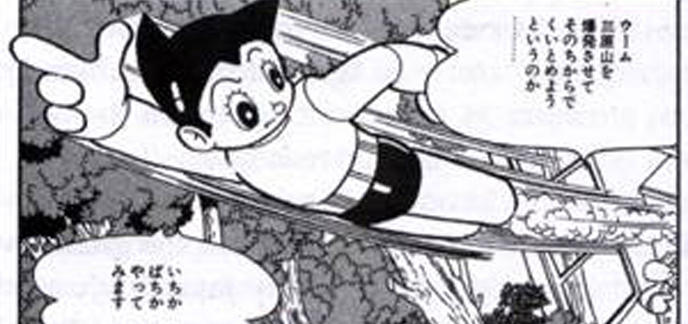 ウーム
三原山を
爆発させて
そのちからで
くいとめよう
というのか
…………
いちか
ばちか
やって
みます